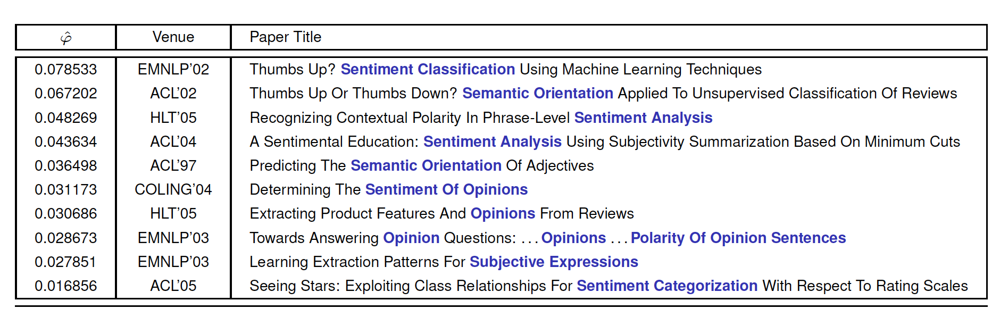 φ̂ Venue Paper Title
0.078533 EMNLP’02 Thumbs Up? Sentiment Classification Using Machine Learning Techniques
0.067202 ACL’02 Thumbs Up Or Thumbs Down? Semantic Orientation Applied To Unsupervised Classification Of Reviews
0.048269 HLT’05 Recognizing Contextual Polarity In Phrase-Level Sentiment Analysis
0.043634 ACL’04 A Sentimental Education: Sentiment Analysis Using Subjectivity Summarization Based On Minimum Cuts
0.036498 ACL’97 Predicting The Semantic Orientation Of Adjectives
0.031173 COLING’04 Determining The Sentiment Of Opinions
0.030686 HLT’05 Extracting Product Features And Opinions From Reviews
0.028673 EMNLP’03 Towards Answering Opinion Questions: ...Opinions ...Polarity Of Opinion Sentences
0.027851 EMNLP’03 Learning Extraction Patterns For Subjective Expressions
0.016856 ACL’05 Seeing Stars: Exploiting Class Relationships For Sentiment Categorization With Respect To Rating Scales